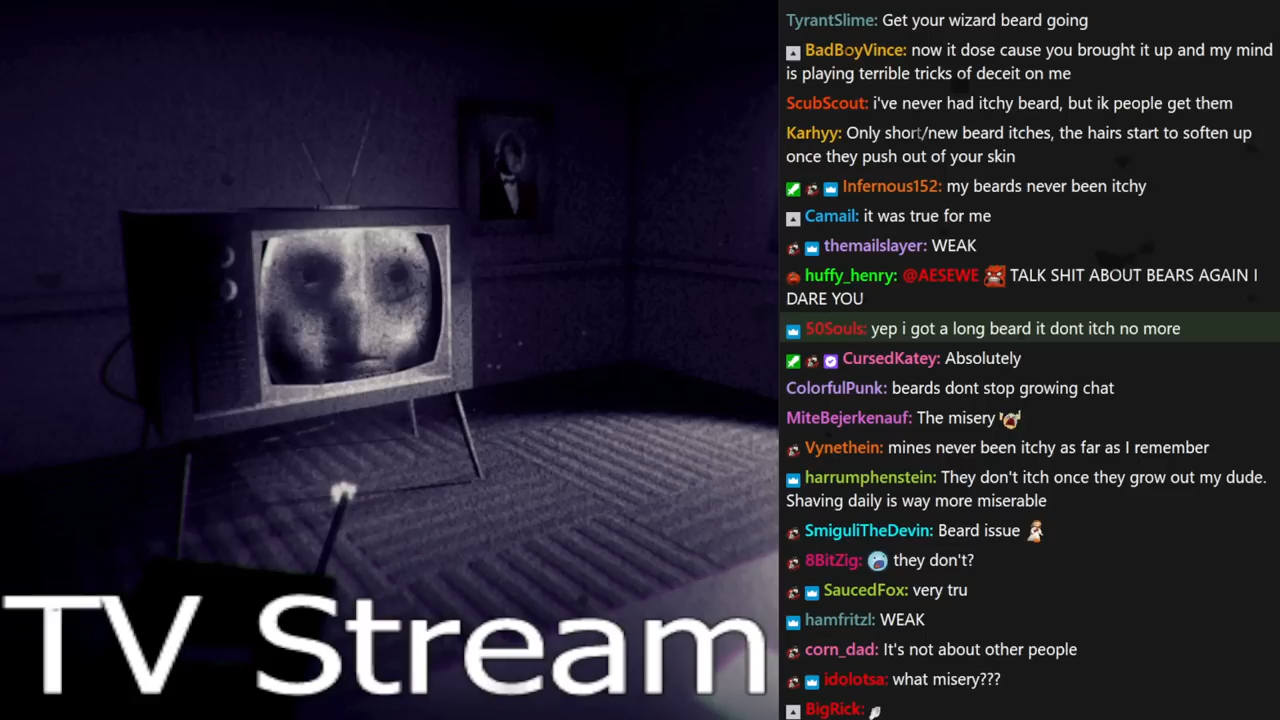 TyrantSlime: Get your wizard beard going
BadBoyVince: now it dose cause you brought it up and my mind
is playing terrible tricks of deceit on me
ScubScout: i've never had itchy beard, but ik people get them
Karhyy: Only short/new beard itches, the hairs start to soften up
once they push out of your skin
Infernous152: my beards never been itchy
Camail: it was true for me
themailslayer: WEAK
huffy_henry: @AESEWE TALK SHIT ABOUT BEARS AGAIN I
DARE YOU
50Souls: yep i got a long beard it dont itch no more
CursedKatey: Absolutely
ColorfulPunk: beards dont stop growing chat
MiteBejerkenauf: The misery
Vynethein: mines never been itchy as far as I remember
harrumphenstein: They don't itch once they grow out my dude.
Shaving daily is way more miserable
SmiguliTheDevin: Beard issue
8BitZig: they don't?
SaucedFox: very tru
hamfritzl: WEAK
corn_dad: It's not about other people
idolotsa: what misery???
BigRick:
TV Stream